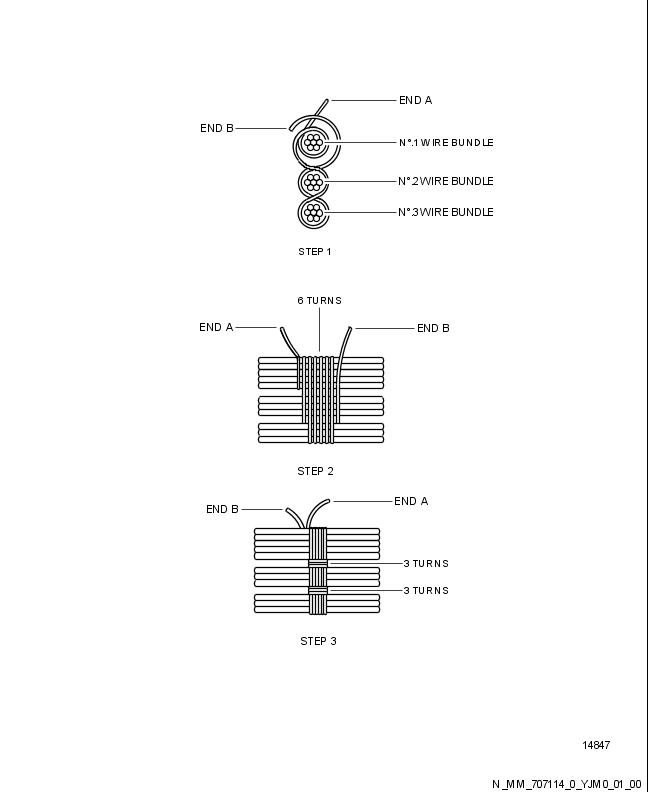 END A
END B
N°.1 WIRE BUNDLE
N°.2 WIRE BUNDLE
N°.3 WIRE BUNDLE
STEP 1
6 TURNS
END A
END B
STEP 2
END A
END B
3 TURNS
3 TURNS
STEP 3
14847
N_MM_707114_0_YJM0_01_00